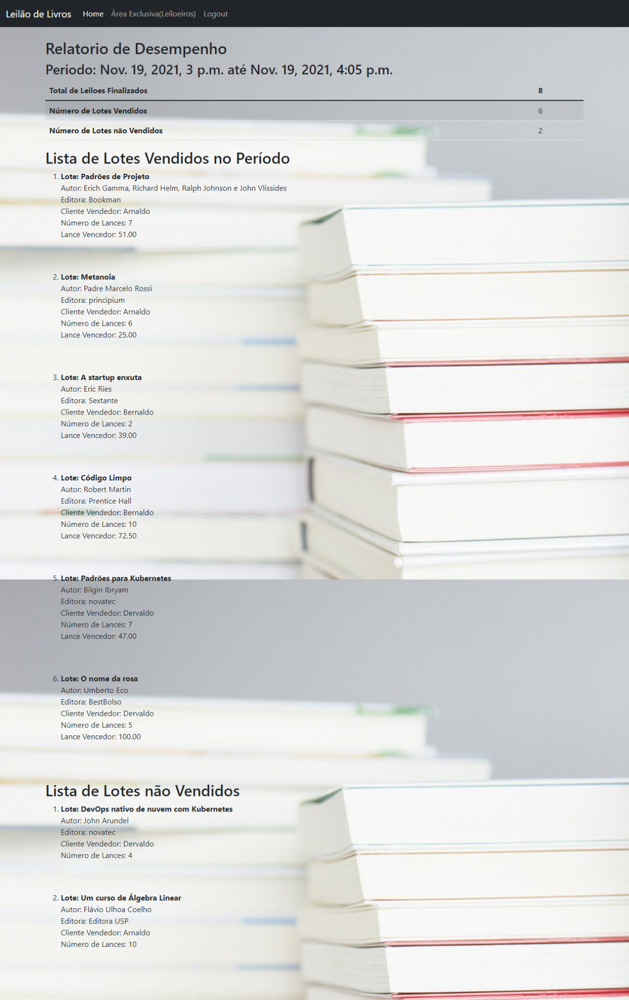 Leilão de Livros Home Área Exclusiva(Leiloeiros) Logout
Relatorio de Desempenho
Periodo: Nov. 19, 2021, 3 p.m. até Nov. 19, 2021, 4:05 p.m.
Total de Leiloes Finalizados 8
Número de Lotes Vendidos 6
Número de Lotes não Vendidos 2
Lista de Lotes Vendidos no Período
1. Lote: Padrões de Projeto
Autor: Erich Gamma, Richard Helm, Ralph Johnson e John Vlissides
Editora: Bookman
Cliente Vendedor: Arnaldo
Número de Lances: 7
Lance Vencedor: 51.00
2. Lote: Metanoia
Autor: Padre Marcelo Rossi
Editora: principium
Cliente Vendedor: Arnaldo
Número de Lances: 6
Lance Vencedor: 25.00
3. Lote: A startup enxuta
Autor: Eric Ries
Editora: Sextante
Cliente Vendedor: Bernaldo
Número de Lances: 2
Lance Vencedor: 39.00
4. Lote: Código Limpo
Autor: Robert Martin
Editora: Prentice Hall
Cliente Vendedor: Bernaldo
Número de Lances: 10
Lance Vencedor: 72.50
5. Lote: Padrões para Kubernetes
Autor: Bilgin Ibryam
Editora: novatec
Cliente Vendedor: Dervaldo
Número de Lances: 7
Lance Vencedor: 47.00
6. Lote: O nome da rosa
Autor: Umberto Eco
Editora: BestBolso
Cliente Vendedor: Dervaldo
Número de Lances: 5
Lance Vencedor: 100.00
Lista de Lotes não Vendidos
1. Lote: DevOps nativo de nuvem com Kubernetes
Autor: John Arundel
Editora: novatec
Cliente Vendedor: Dervaldo
Número de Lances: 4
2. Lote: Um curso de Álgebra Linear
Autor: Flávio Ulhoa Coelho
Editora: Editora USP
Cliente Vendedor: Arnaldo
Número de Lances: 10